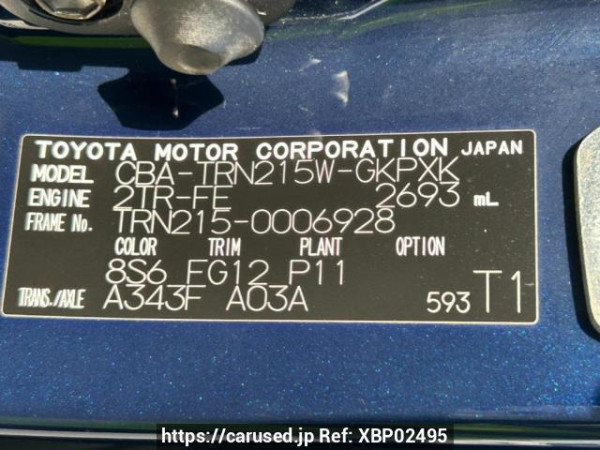 TOYOTA MOTOR CORPORATION JAPAN
MODEL CBA-TRN215W-GKPXK
ENGINE 2TR-FE 2693 mL
FRAME No. TRN215-0006928
COLOR TRIM PLANT OPTION
8S6 FG12 P11
TRANS./AXLE A343F A03A 593 T1
https://carused.jp Ref: XBP02495